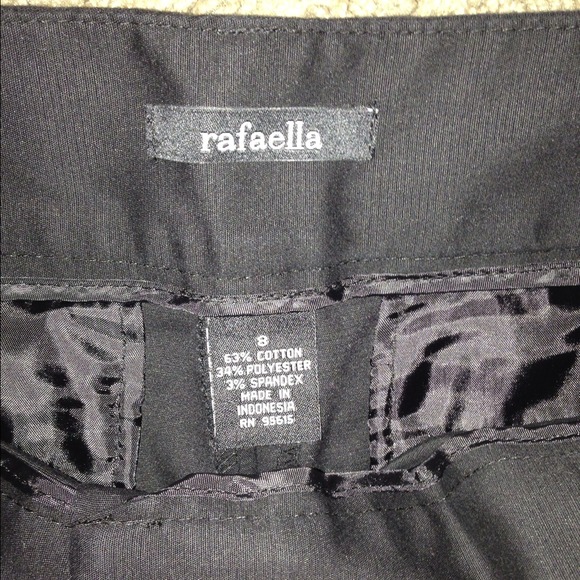 rafaella
8
63% COTTON
34% POLYESTER
3% SPANDEX
MADE IN
INDONESIA
RN 95515